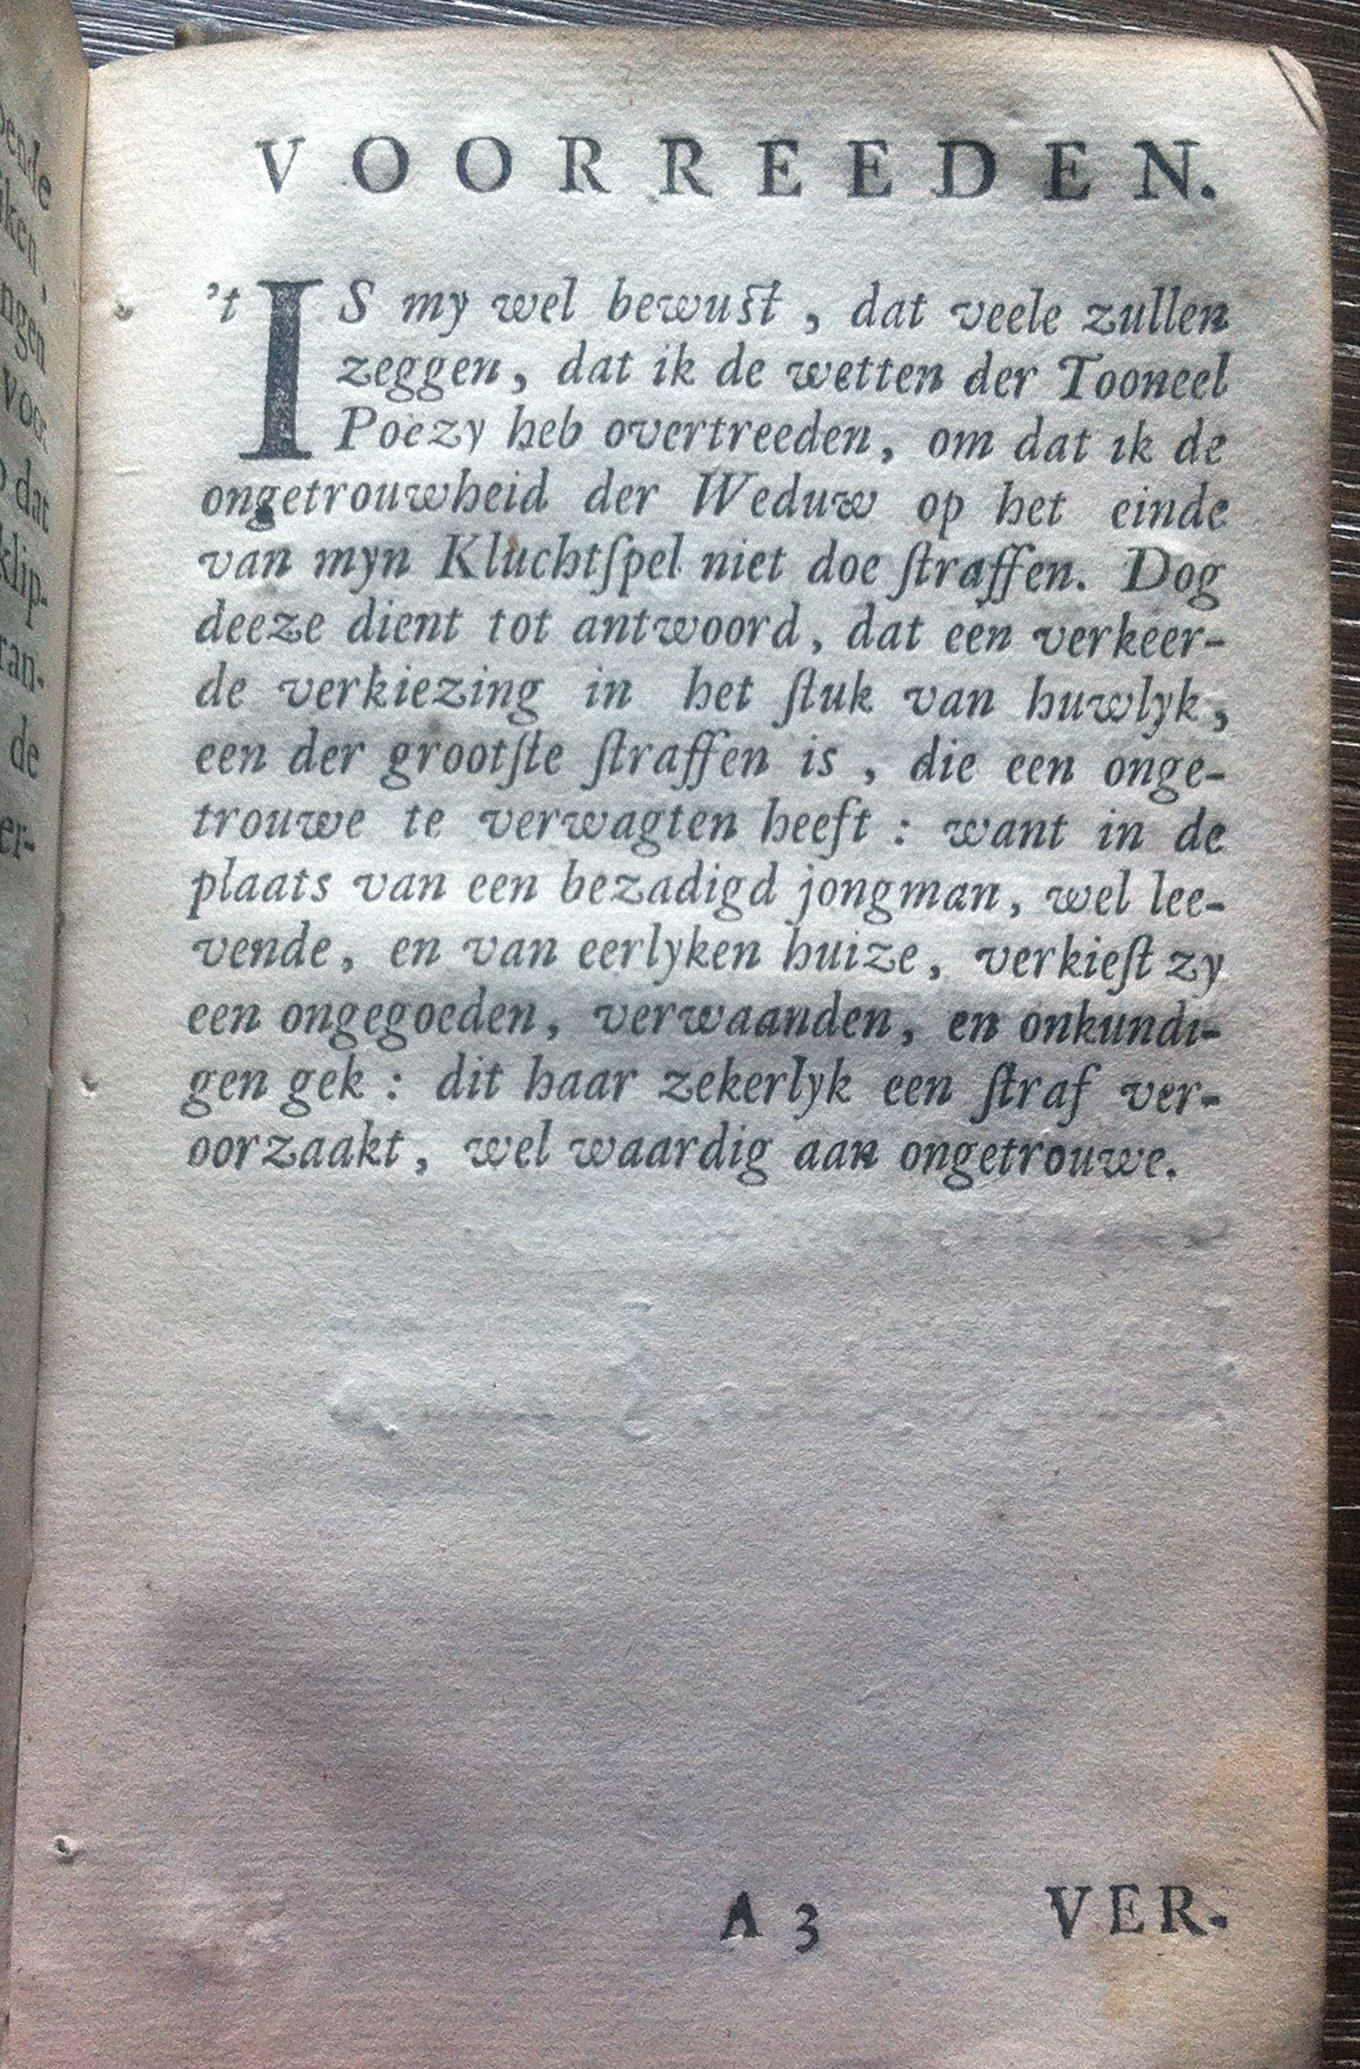 VOORREEDEN.
't IS my wel bewust, dat veele zullen
zeggen, dat ik de wetten der Tooneel
Poëzy heb overtreeden, om dat ik de
ongetrouwheid der Weduw op het einde
van myn Kluchtſpel niet doe ſtraffen. Dog
deeze dient tot antwoord, dat een verkeer-
de verkiezing in het ſtuk van huwlyk,
een der grootſte ſtraffen is, die een onge-
trouwe te verwagten heeft: want in de
plaats van een bezadigd jongman, wel lee-
vende, en van eerlyken huize, verkieſt zy
een ongegoeden, verwaanden, en onkundi-
gen gek: dit haar zekerlyk een ſtraf ver-
oorzaakt, wel waardig aan ongetrouwe.
A 3 VER-